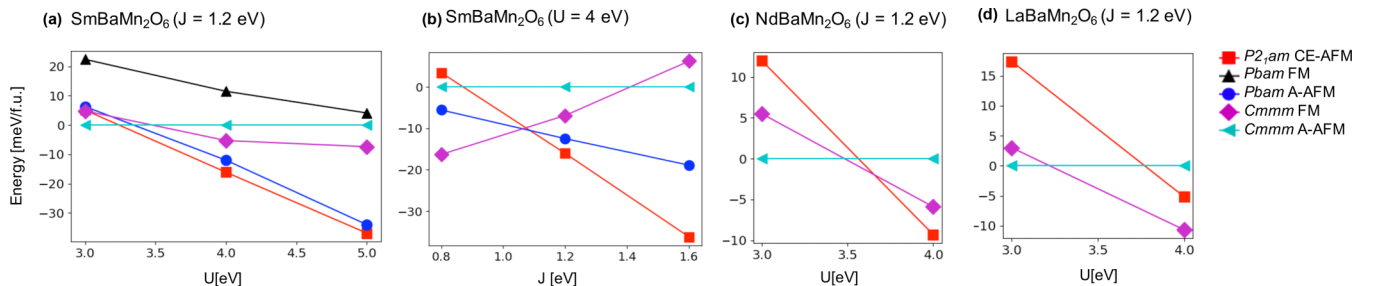 (a) SmBaMn₂O₆ (J = 1.2 eV)
(b) SmBaMn₂O₆ (U = 4 eV)
(c) NdBaMn₂O₆ (J = 1.2 eV)
(d) LaBaMn₂O₆ (J = 1.2 eV)
Energy [meV/f.u.]
20
10
0
−10
−20
−30
3.0 3.5 4.0 4.5 5.0
U[eV]
0
−10
−20
−30
0.8 1.0 1.2 1.4 1.6
J [eV]
10
5
0
−5
−10
3.0 3.5 4.0
U[eV]
15
10
5
0
−5
−10
3.0 3.5 4.0
U[eV]
P2₁am CE-AFM
Pbam FM
Pbam A-AFM
Cmmm FM
Cmmm A-AFM